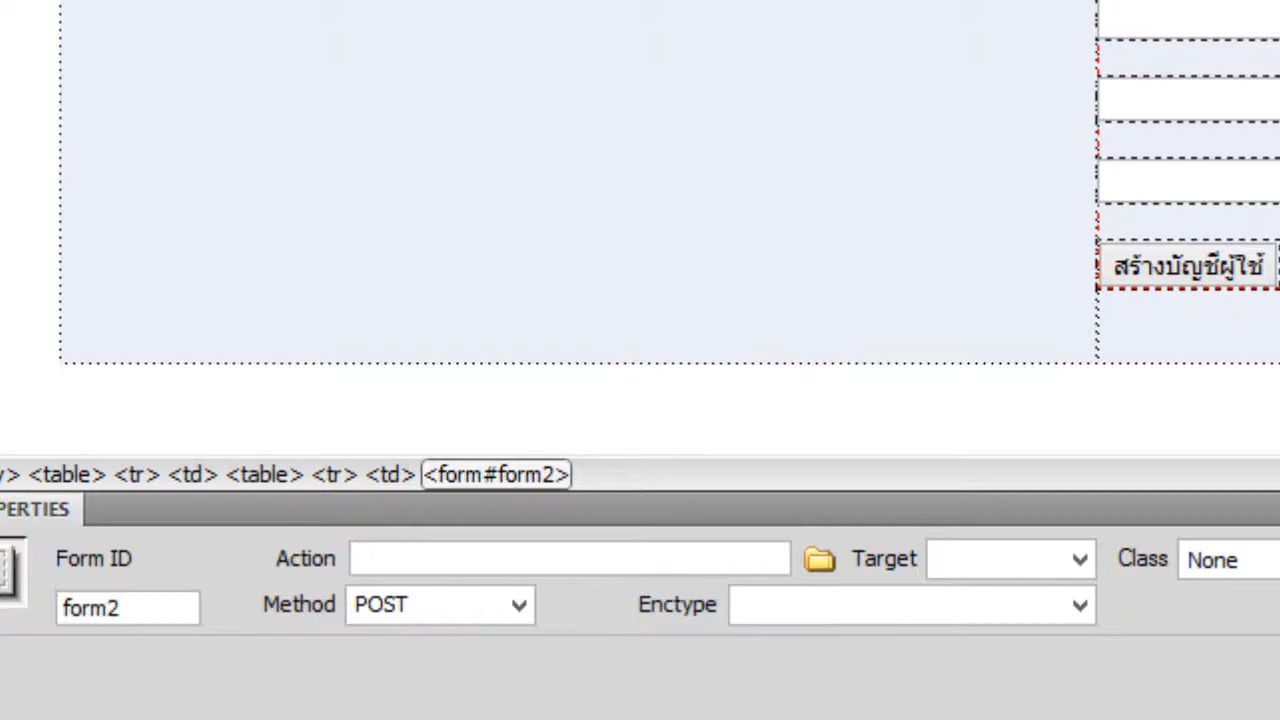 สร้างบัญชีผู้ใช้
<table> <tr> <td> <table> <tr> <td> <form#form2>
PERTIES
Form ID Action Target Class None
form2 Method POST Enctype